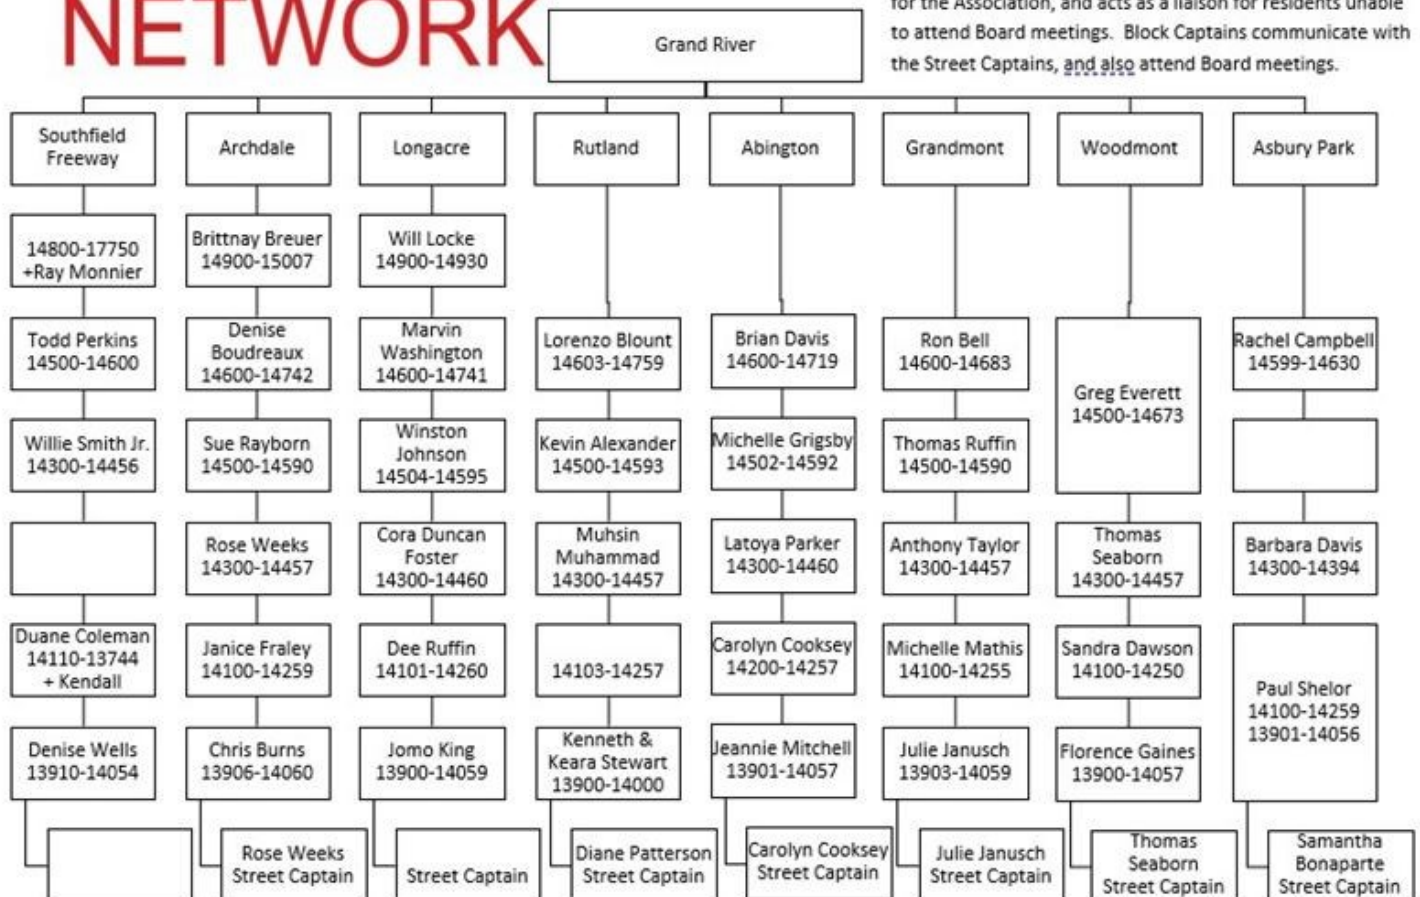 NETWORK
for the Association, and acts as a liaison for residents unable
to attend Board meetings. Block Captains communicate with
the Street Captains, and also attend Board meetings.
Grand River
Southfield
Freeway
Archdale
Longacre
Rutland
Abington
Grandmont
Woodmont
Asbury Park
14800-17750
+Ray Monnier
Brittnay Breuer
14900-15007
Will Locke
14900-14930
Todd Perkins
14500-14600
Denise
Boudreaux
14600-14742
Marvin
Washington
14600-14741
Lorenzo Blount
14603-14759
Brian Davis
14600-14719
Ron Bell
14600-14683
Greg Everett
14500-14673
Rachel Campbell
14599-14630
Willie Smith Jr.
14300-14456
Sue Rayborn
14500-14590
Winston
Johnson
14504-14595
Kevin Alexander
14500-14593
Michelle Grigsby
14502-14592
Thomas Ruffin
14500-14590
Rose Weeks
14300-14457
Cora Duncan
Foster
14300-14460
Muhsin
Muhammad
14300-14457
Latoya Parker
14300-14460
Anthony Taylor
14300-14457
Thomas
Seaborn
14300-14457
Barbara Davis
14300-14394
Duane Coleman
14110-13744
+ Kendall
Janice Fraley
14100-14259
Dee Ruffin
14101-14260
14103-14257
Carolyn Cooksey
14200-14257
Michelle Mathis
14100-14255
Sandra Dawson
14100-14250
Paul Shelor
14100-14259
13901-14056
Denise Wells
13910-14054
Chris Burns
13906-14060
Jomo King
13900-14059
Kenneth &
Keara Stewart
13900-14000
Jeannie Mitchell
13901-14057
Julie Janusch
13903-14059
Florence Gaines
13900-14057
Rose Weeks
Street Captain
Street Captain
Diane Patterson
Street Captain
Carolyn Cooksey
Street Captain
Julie Janusch
Street Captain
Thomas
Seaborn
Street Captain
Samantha
Bonaparte
Street Captain